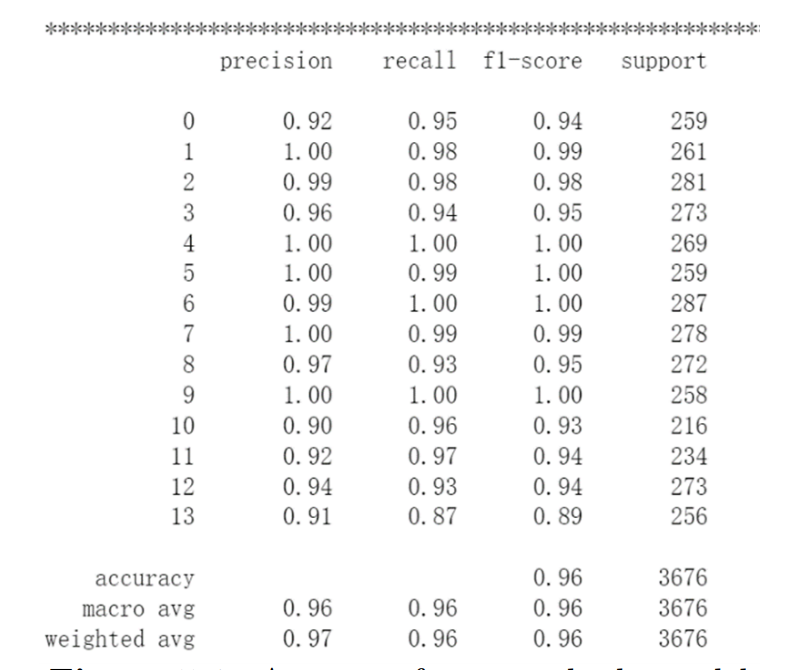 *********************************************************
precision recall f1-score support
0 0.92 0.95 0.94 259
1 1.00 0.98 0.99 261
2 0.99 0.98 0.98 281
3 0.96 0.94 0.95 273
4 1.00 1.00 1.00 269
5 1.00 0.99 1.00 259
6 0.99 1.00 1.00 287
7 1.00 0.99 0.99 278
8 0.97 0.93 0.95 272
9 1.00 1.00 1.00 258
10 0.90 0.96 0.93 216
11 0.92 0.97 0.94 234
12 0.94 0.93 0.94 273
13 0.91 0.87 0.89 256
accuracy 0.96 3676
macro avg 0.96 0.96 0.96 3676
weighted avg 0.97 0.96 0.96 3676